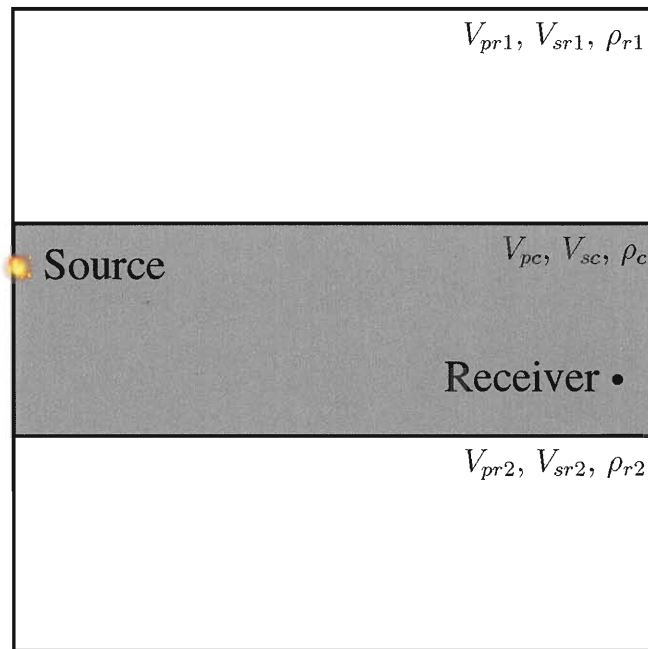 V_{pr1}, V_{sr1}, ρ_{r1}
V_{pc}, V_{sc}, ρ_c
Source
Receiver
V_{pr2}, V_{sr2}, ρ_{r2}